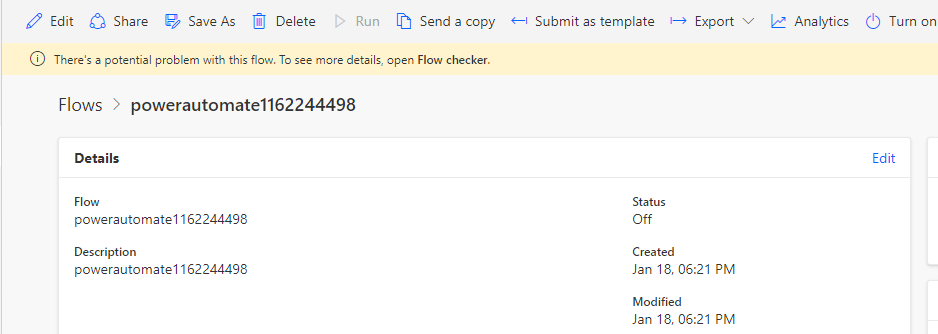 Edit Share Save As Delete Run Send a copy Submit as template Export Analytics Turn on
There's a potential problem with this flow. To see more details, open Flow checker.
Flows > powerautomate1162244498
Details Edit
Flow Status
powerautomate1162244498 Off
Description Created
powerautomate1162244498 Jan 18, 06:21 PM
Modified
Jan 18, 06:21 PM